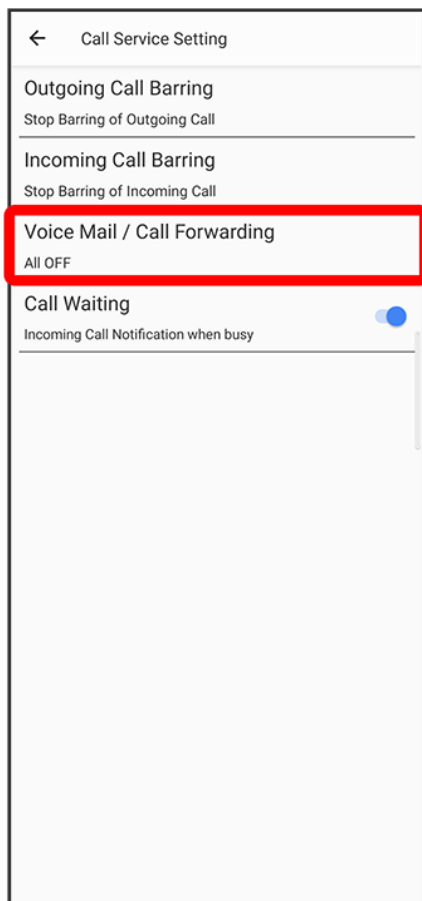 Call Service Setting
Outgoing Call Barring
Stop Barring of Outgoing Call
Incoming Call Barring
Stop Barring of Incoming Call
Voice Mail / Call Forwarding
All OFF
Call Waiting
Incoming Call Notification when busy